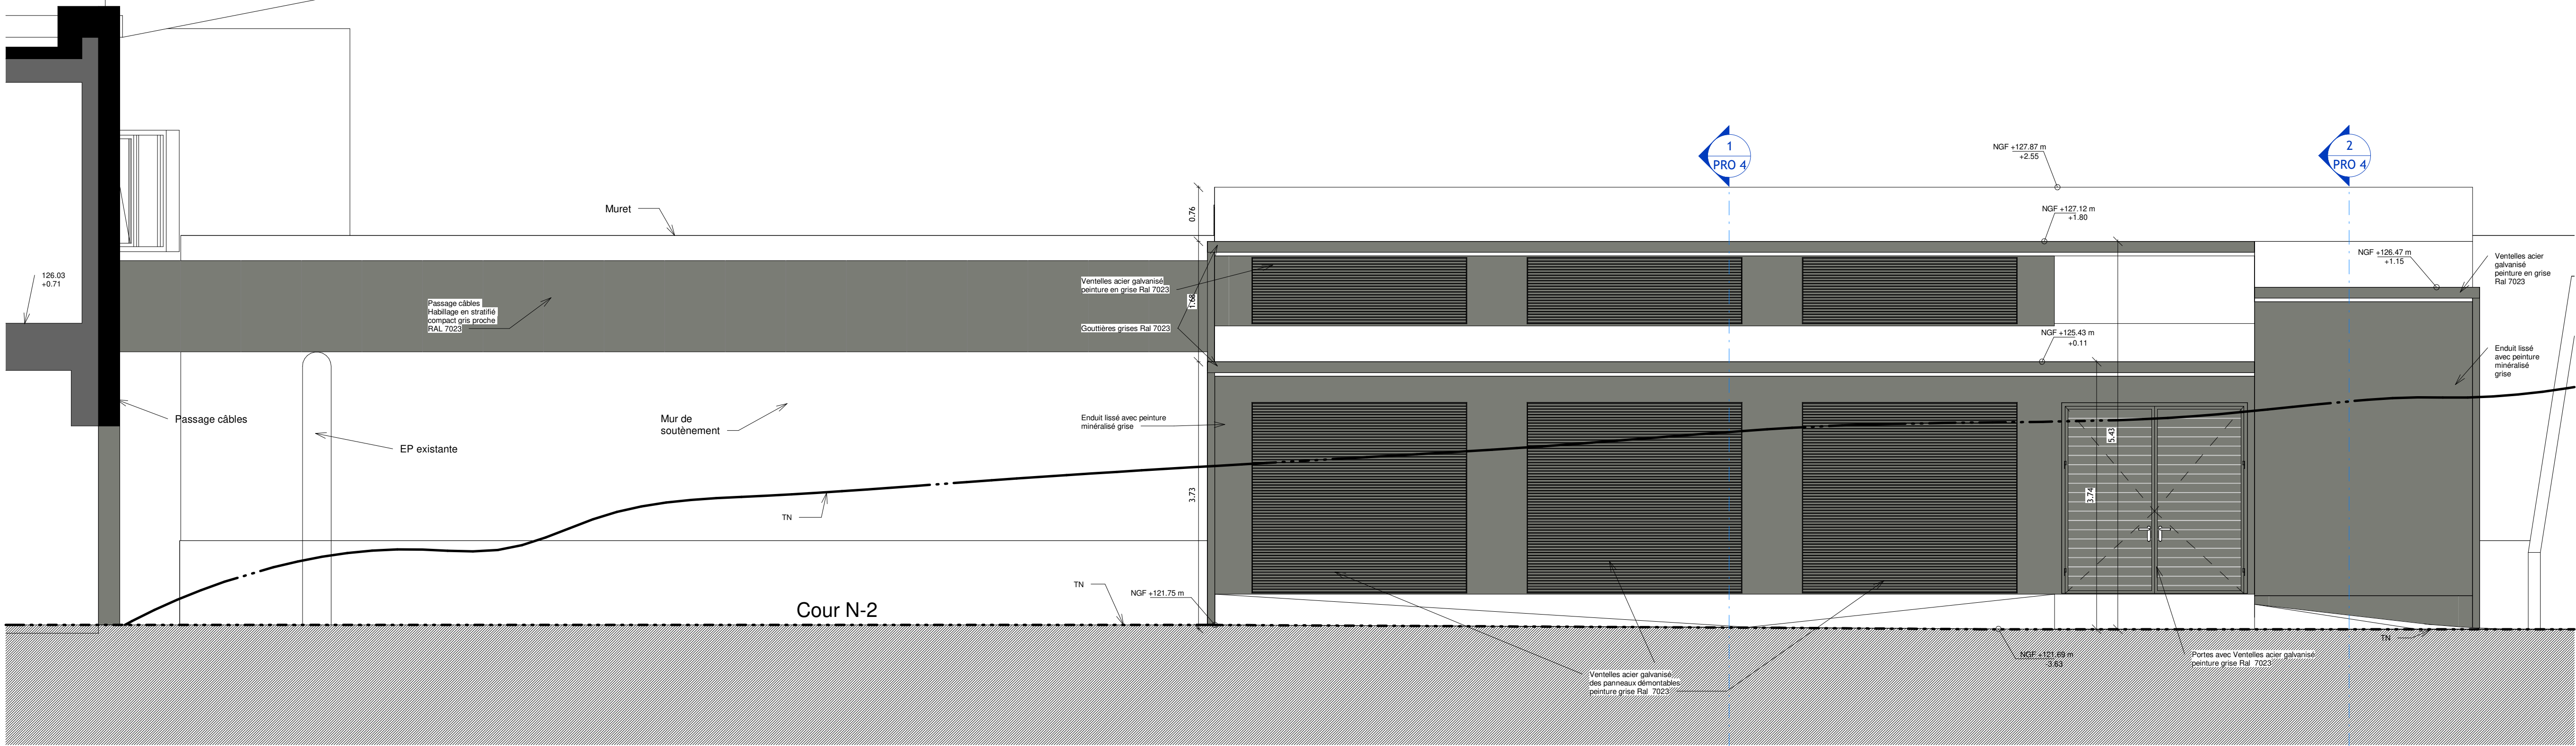 1
PRO 4
2
PRO 4
NGF +127.87 m
+2.55
Muret
0.76
NGF +127.12 m
+1.80
NGF +126.47 m
+1.15
Ventelles acier
galvanisé
peinture en grise
Ral 7023
126.03
+0.71
Ventelles acier galvanisé
peinture en grise Ral 7023
Passage câbles
Habillage en stratifié
compact gris proche
RAL 7023
1.68
Gouttières grises Ral 7023
NGF +125.43 m
+0.11
Enduit lissé
avec peinture
minéralisé
grise
Passage câbles
Mur de
soutènement
Enduit lissé avec peinture
minéralisé grise
EP existante
5.43
3.73
3.74
TN
TN
NGF +121.75 m
Cour N-2
TN
NGF +121.69 m
-3.63
Portes avec Ventelles acier galvanisé
peinture grise Ral 7023
Ventelles acier galvanisé
des panneaux démontables
peinture grise Ral 7023